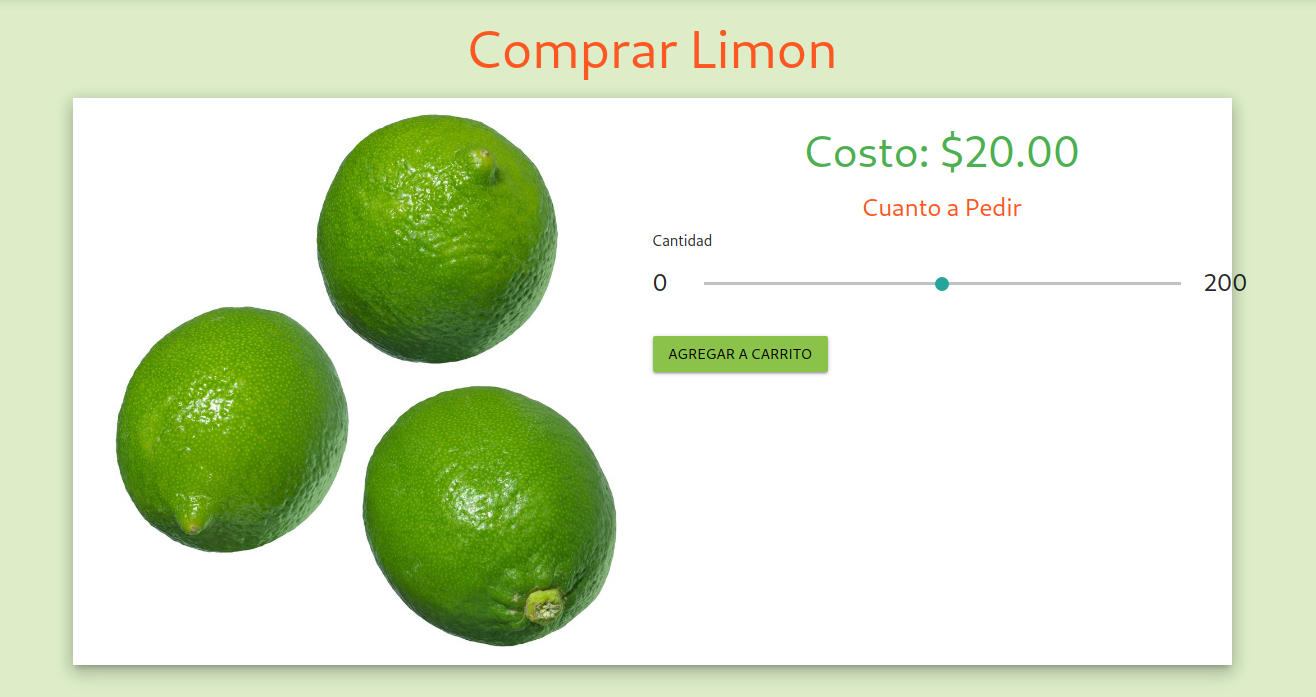 Comprar Limon
Costo: $20.00
Cuanto a Pedir
Cantidad
0 200
AGREGAR A CARRITO